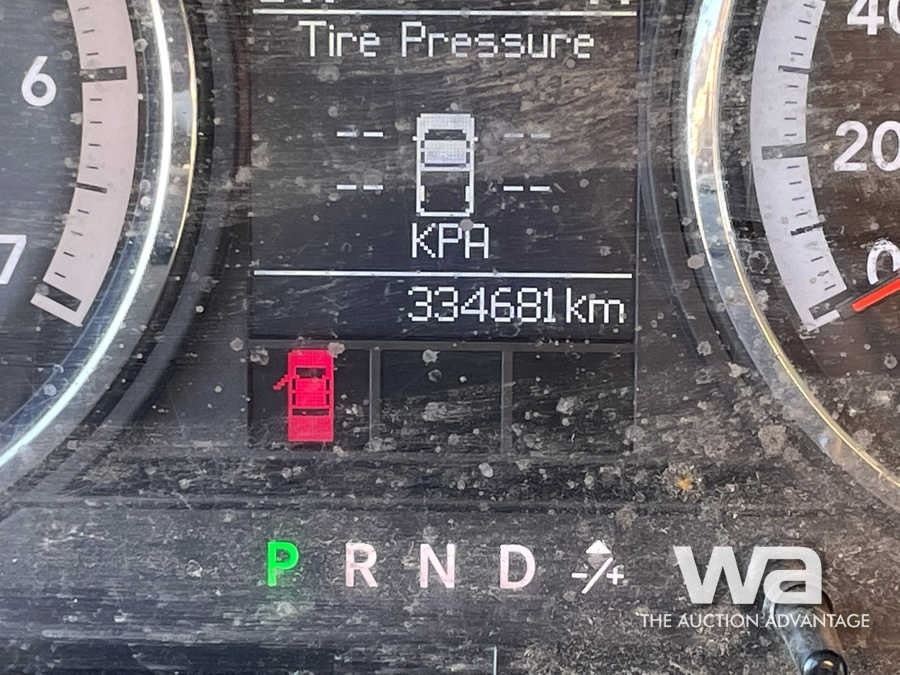 Tire Pressure
-- --
-- --
KPA
334681 km
6
7
40
20
0
P R N D -/+
wa
THE AUCTION ADVANTAGE